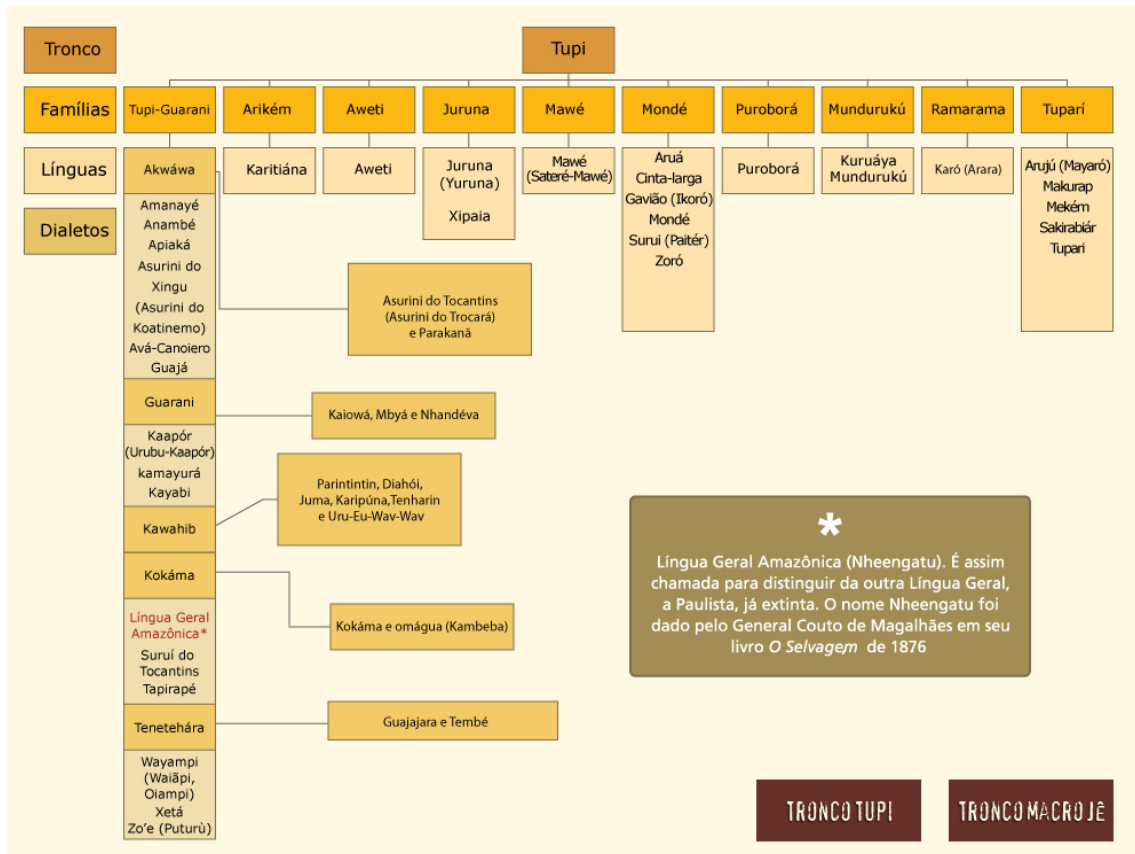 Tronco
Tupi
Famílias
Tupi-Guarani
Arikém
Aweti
Juruna
Mawé
Mondé
Puroborá
Mundurukú
Ramarama
Tuparí
Línguas
Akwáwa
Karitiána
Aweti
Juruna
(Yuruna)
Xipaia
Mawé
(Sateré-Mawé)
Aruá
Cinta-larga
Gavião (Ikoró)
Mondé
Surui (Paitér)
Zoró
Puroborá
Kuruáya
Mundurukú
Karó (Arara)
Arujú (Mayaró)
Makurap
Mekém
Sakirabiár
Tupari
Dialetos
Amanayé
Anambé
Apiaká
Asurini do
Xingu
(Asurini do
Koatinemo)
Avá-Canoiero
Guajá
Asurini do Tocantins
(Asurini do Trocará)
e Parakanã
Guarani
Kaiowá, Mbyá e Nhandéva
Kaapór
(Urubu-Kaapór)
kamayurá
Kayabi
Kawahib
Parintintin, Diahói,
Juma, Karipúna,Tenharin
e Uru-Eu-Wav-Wav
Kokáma
Kokáma e omágua (Kambeba)
Língua Geral
Amazônica*
Suruí do
Tocantins
Tapirapé
Tenetehára
Guajajara e Tembé
Wayampi
(Waiãpi,
Oiampi)
Xetá
Zo'e (Puturù)
*
Língua Geral Amazônica (Nheengatu). É assim
chamada para distinguir da outra Língua Geral,
a Paulista, já extinta. O nome Nheengatu foi
dado pelo General Couto de Magalhães em seu
livro O Selvagem de 1876
TRONCO TUPI
TRONCO MACRO JÊ